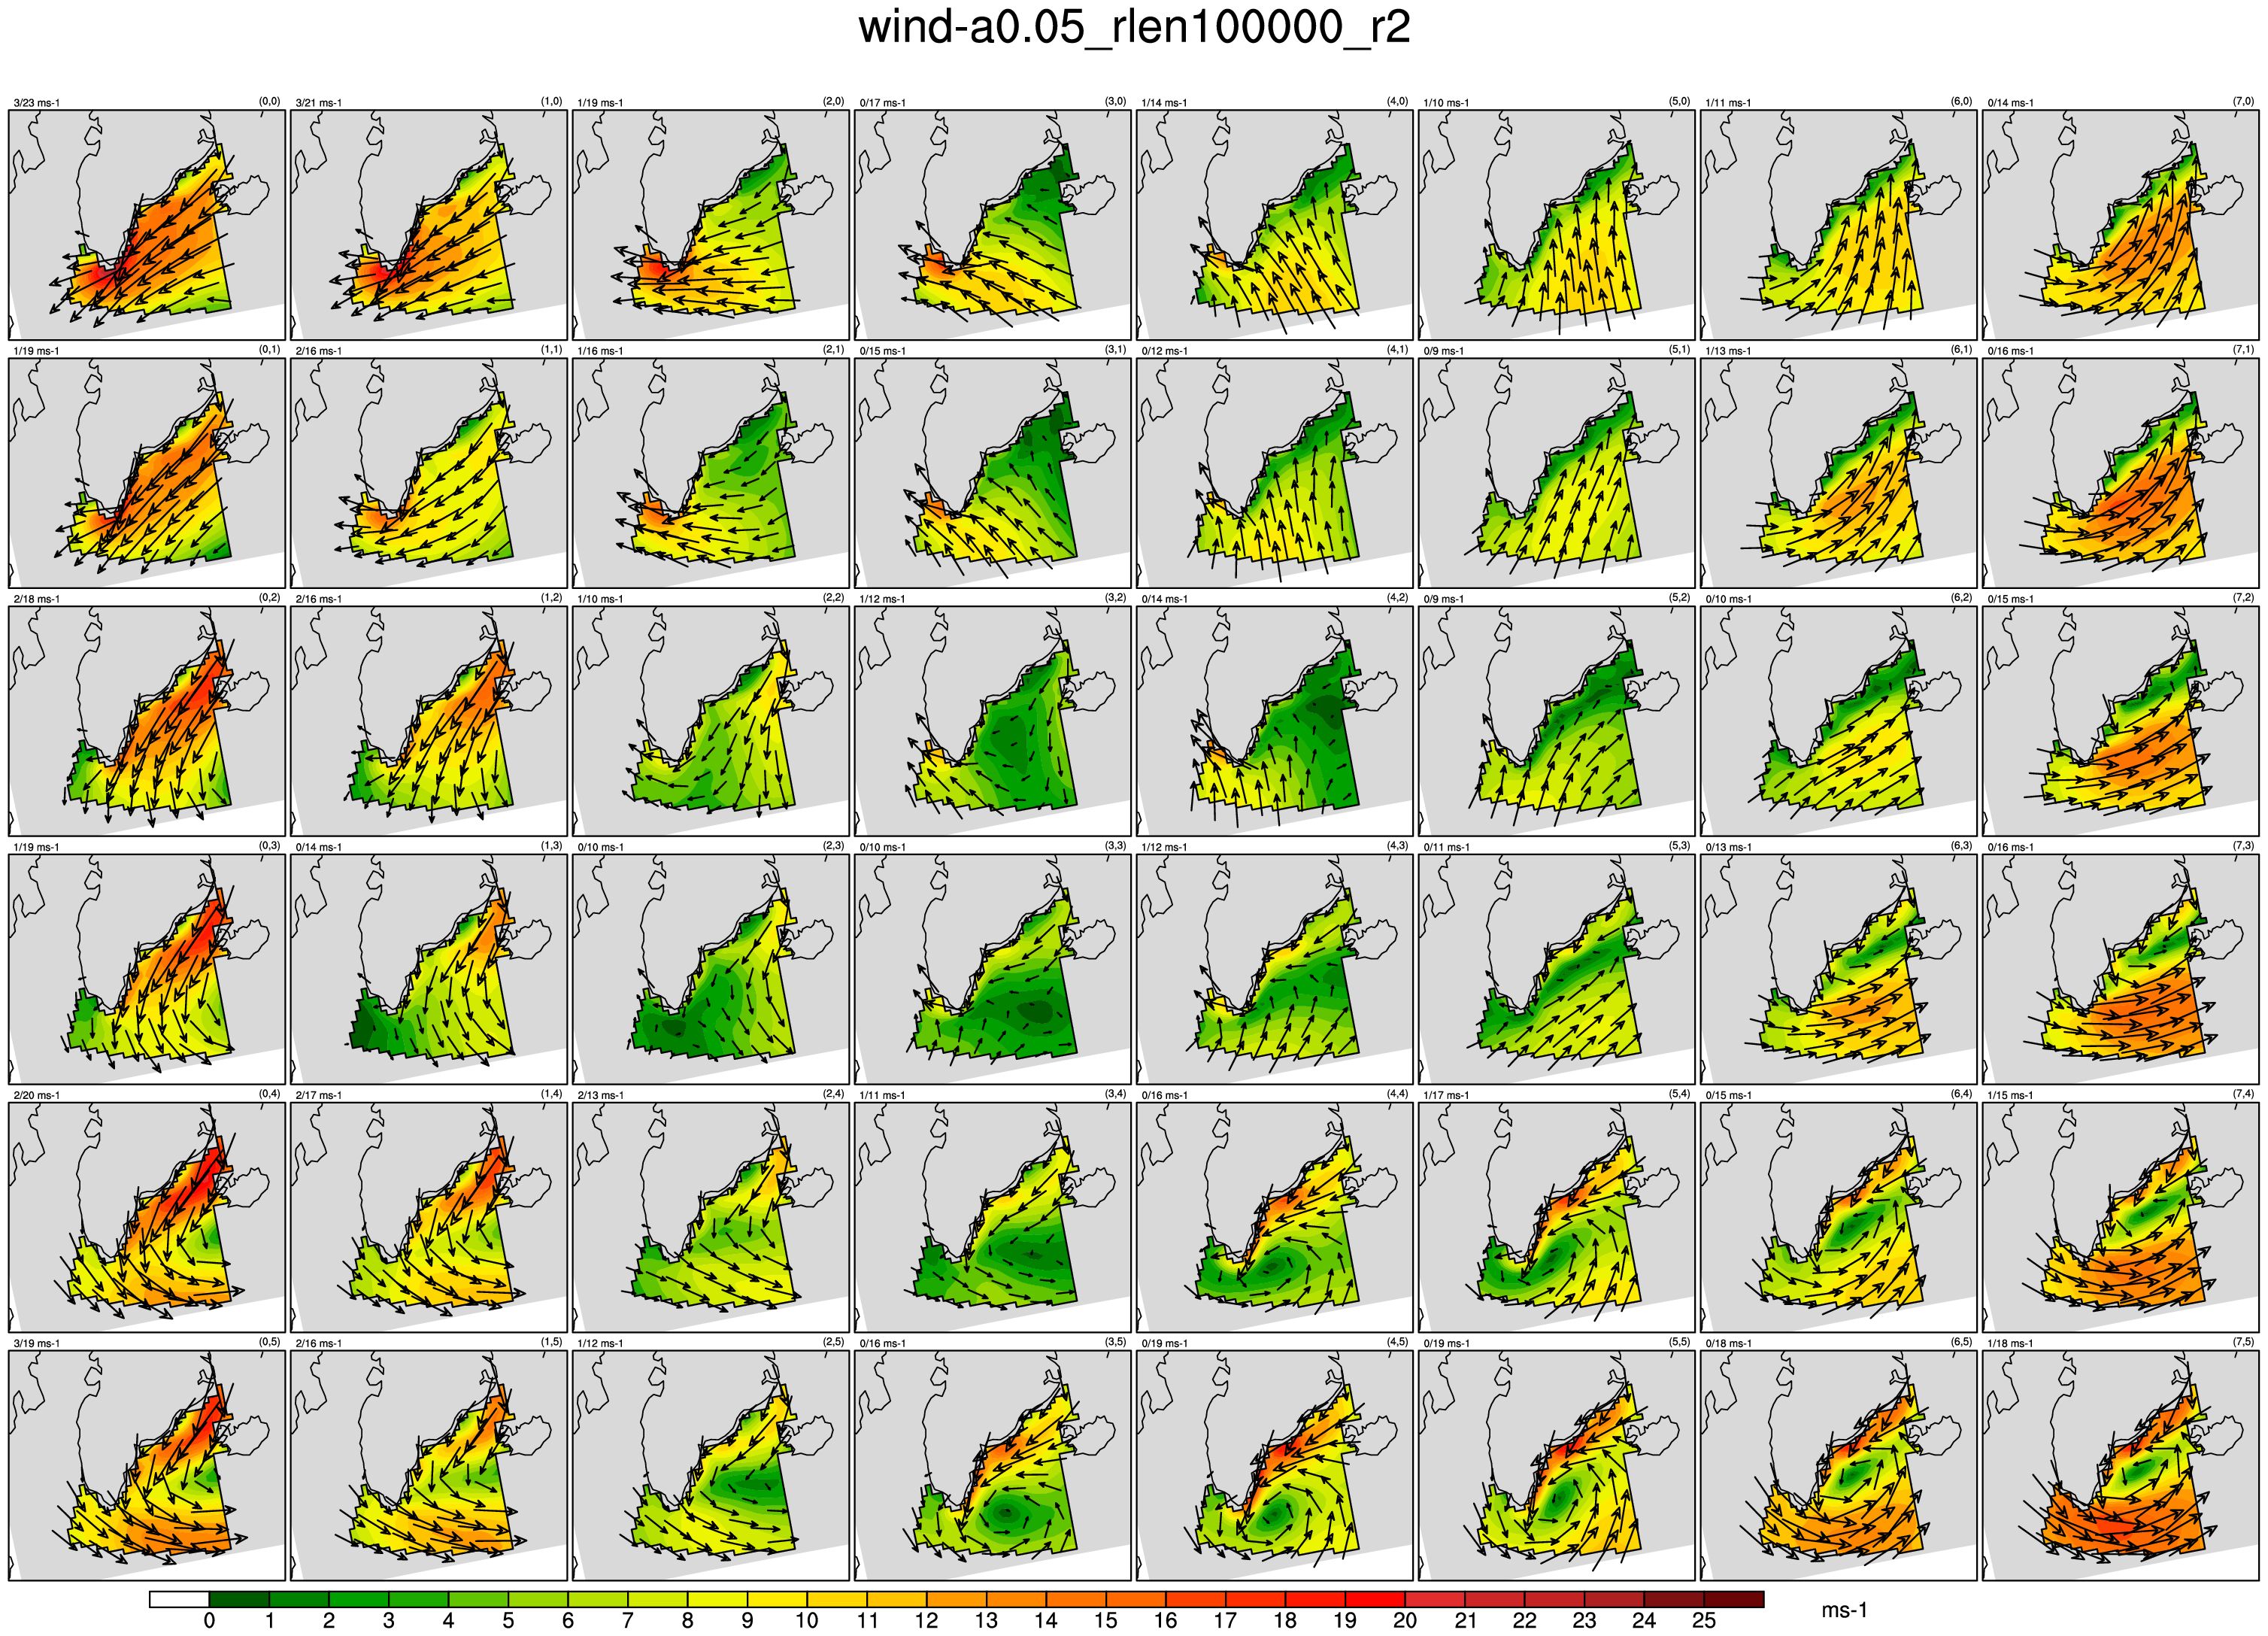 wind-a0.05_rlen100000_r2
3/23 ms-1 (0,0) 3/21 ms-1 (1,0) 1/19 ms-1 (2,0) 0/17 ms-1 (3,0) 1/14 ms-1 (4,0) 1/10 ms-1 (5,0) 1/11 ms-1 (6,0) 0/14 ms-1 (7,0)
1/19 ms-1 (0,1) 2/16 ms-1 (1,1) 1/16 ms-1 (2,1) 0/15 ms-1 (3,1) 0/12 ms-1 (4,1) 0/9 ms-1 (5,1) 1/13 ms-1 (6,1) 0/16 ms-1 (7,1)
2/18 ms-1 (0,2) 2/16 ms-1 (1,2) 1/10 ms-1 (2,2) 1/12 ms-1 (3,2) 0/14 ms-1 (4,2) 0/9 ms-1 (5,2) 0/10 ms-1 (6,2) 0/15 ms-1 (7,2)
1/19 ms-1 (0,3) 0/14 ms-1 (1,3) 0/10 ms-1 (2,3) 0/10 ms-1 (3,3) 1/12 ms-1 (4,3) 0/11 ms-1 (5,3) 0/13 ms-1 (6,3) 0/16 ms-1 (7,3)
2/20 ms-1 (0,4) 2/17 ms-1 (1,4) 2/13 ms-1 (2,4) 1/11 ms-1 (3,4) 0/16 ms-1 (4,4) 1/17 ms-1 (5,4) 0/15 ms-1 (6,4) 1/15 ms-1 (7,4)
3/19 ms-1 (0,5) 2/16 ms-1 (1,5) 1/12 ms-1 (2,5) 0/16 ms-1 (3,5) 0/19 ms-1 (4,5) 0/19 ms-1 (5,5) 0/18 ms-1 (6,5) 1/18 ms-1 (7,5)
0 1 2 3 4 5 6 7 8 9 10 11 12 13 14 15 16 17 18 19 20 21 22 23 24 25 ms-1